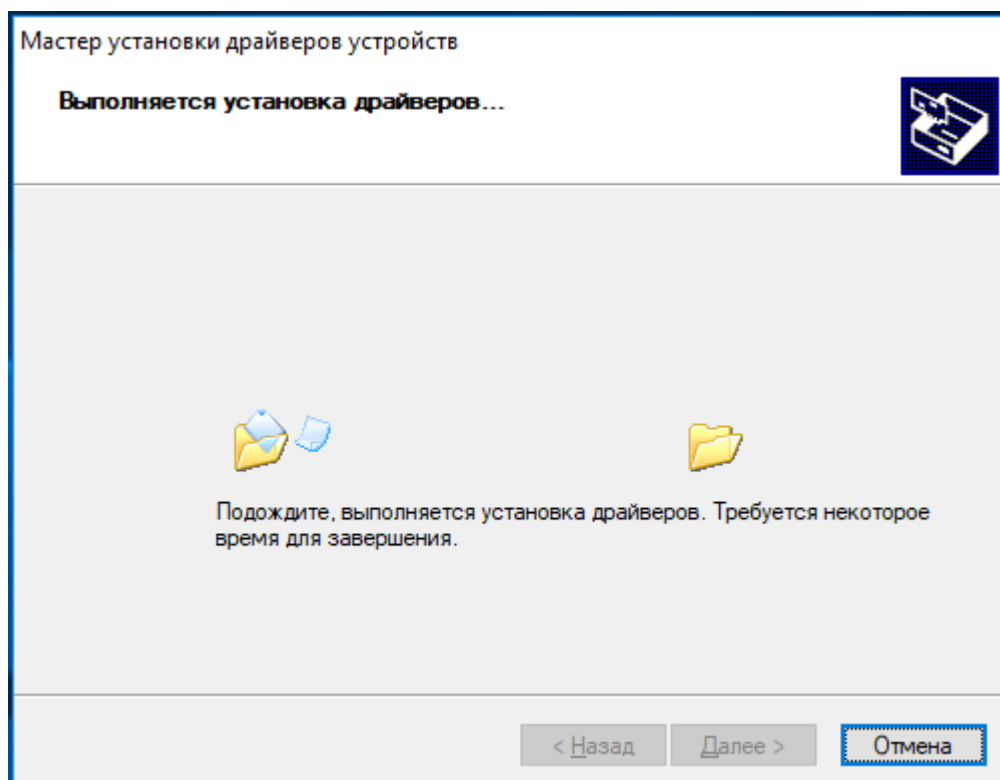 Мастер установки драйверов устройств
Выполняется установка драйверов...
Подождите, выполняется установка драйверов. Требуется некоторое
время для завершения.
< Назад Далее > Отмена